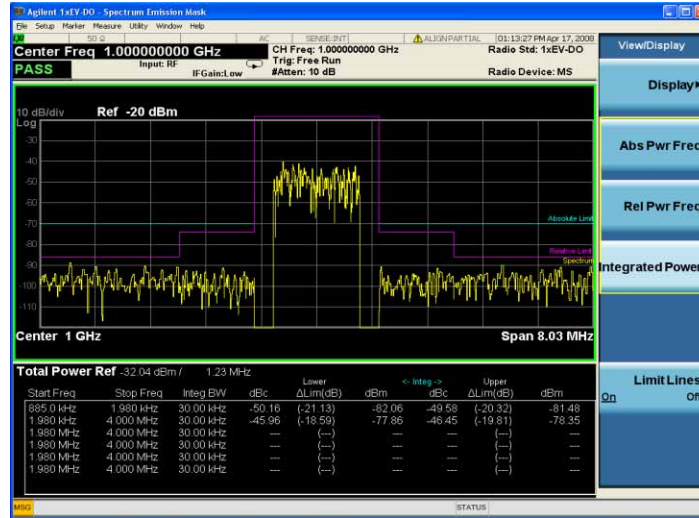 Agilent 1xEV-DO - Spectrum Emission Mask
File Setup Marker Measure Utility Window Help
50 Ω AC SENSE:INT ALIGN PARTIAL 01:13:27 PM Apr 17, 2008
Center Freq 1.000000000 GHz CH Freq: 1.000000000 GHz Radio Std: 1xEV-DO
Trig: Free Run
PASS Input: RF IFGain:Low #Atten: 10 dB Radio Device: MS
10 dB/div Ref -20 dBm
Log
-30
-40
-50
-60
-70
-80
-90
-100
-110
Absolute Limit
Relative Limit
Spectrum
Center 1 GHz Span 8.03 MHz
Total Power Ref -32.04 dBm / 1.23 MHz
Lower <- Integ -> Upper
Start Freq Stop Freq Integ BW dBc ΔLim(dB) dBm dBc ΔLim(dB) dBm
885.0 kHz 1.980 kHz 30.00 kHz -50.16 (-21.13) -82.06 -49.58 (-20.32) -81.48
1.980 kHz 4.000 MHz 30.00 kHz -45.96 (-18.59) -77.86 -46.45 (-19.81) -78.35
1.980 MHz 4.000 MHz 30.00 kHz --- (---) --- --- (---) ---
1.980 MHz 4.000 MHz 30.00 kHz --- (---) --- --- (---) ---
1.980 MHz 4.000 MHz 30.00 kHz --- (---) --- --- (---) ---
1.980 MHz 4.000 MHz 30.00 kHz --- (---) --- --- (---) ---
MSG STATUS
View/Display
Display
Abs Pwr Freq
Rel Pwr Freq
Integrated Power
Limit Lines
On Off